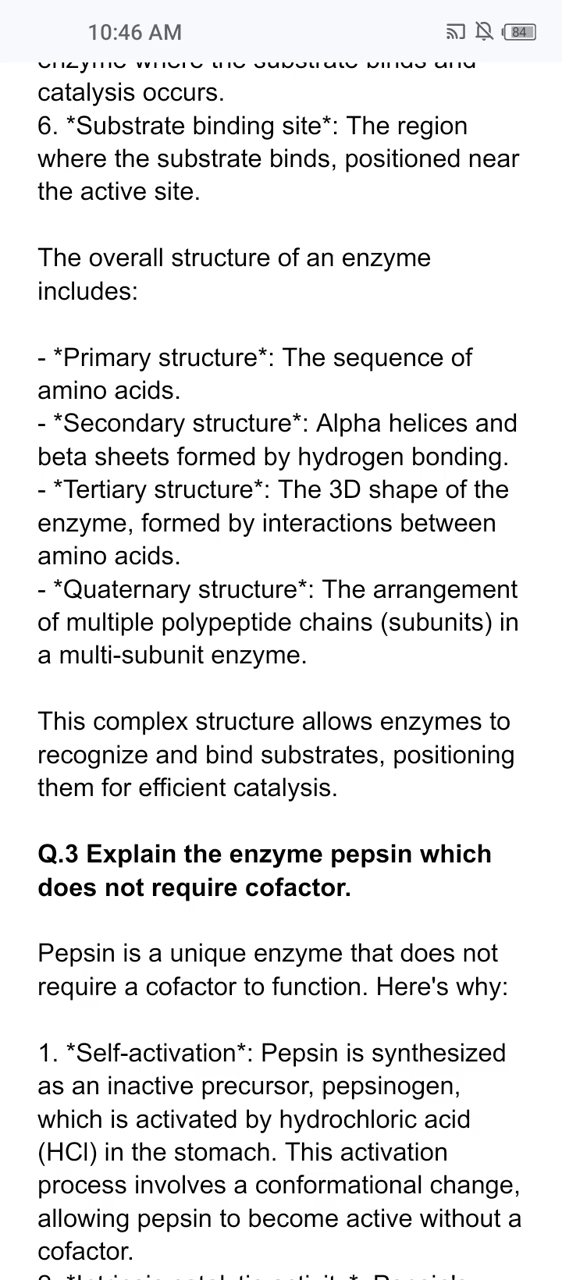 10:46 AM
84
enzyme where the substrate binds and
catalysis occurs.
6. *Substrate binding site*: The region
where the substrate binds, positioned near
the active site.
The overall structure of an enzyme
includes:
- *Primary structure*: The sequence of
amino acids.
- *Secondary structure*: Alpha helices and
beta sheets formed by hydrogen bonding.
- *Tertiary structure*: The 3D shape of the
enzyme, formed by interactions between
amino acids.
- *Quaternary structure*: The arrangement
of multiple polypeptide chains (subunits) in
a multi-subunit enzyme.
This complex structure allows enzymes to
recognize and bind substrates, positioning
them for efficient catalysis.
Q.3 Explain the enzyme pepsin which
does not require cofactor.
Pepsin is a unique enzyme that does not
require a cofactor to function. Here's why:
1. *Self-activation*: Pepsin is synthesized
as an inactive precursor, pepsinogen,
which is activated by hydrochloric acid
(HCl) in the stomach. This activation
process involves a conformational change,
allowing pepsin to become active without a
cofactor.